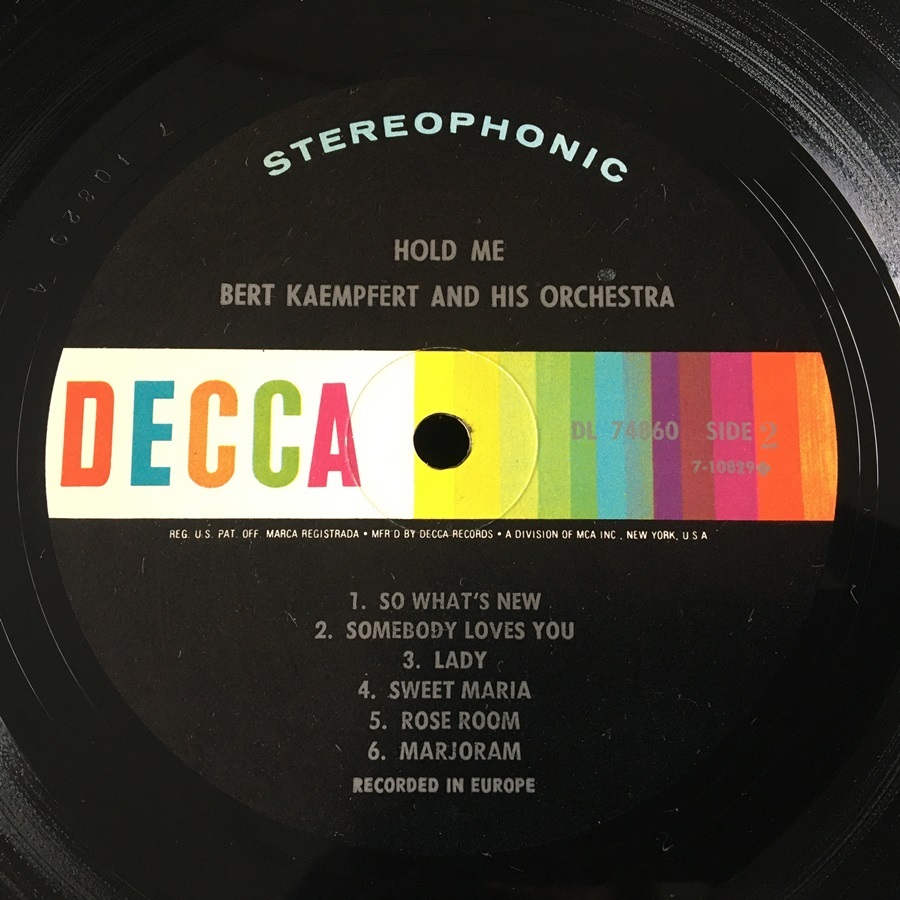 STEREOPHONIC
HOLD ME
BERT KAEMPFERT AND HIS ORCHESTRA
DECCA
DL 74860 SIDE 2
7-10829
REG. U.S. PAT. OFF. MARCA REGISTRADA • MFR'D BY DECCA RECORDS • A DIVISION OF MCA INC., NEW YORK, U.S.A
1. SO WHAT'S NEW
2. SOMEBODY LOVES YOU
3. LADY
4. SWEET MARIA
5. ROSE ROOM
6. MARJORAM
RECORDED IN EUROPE